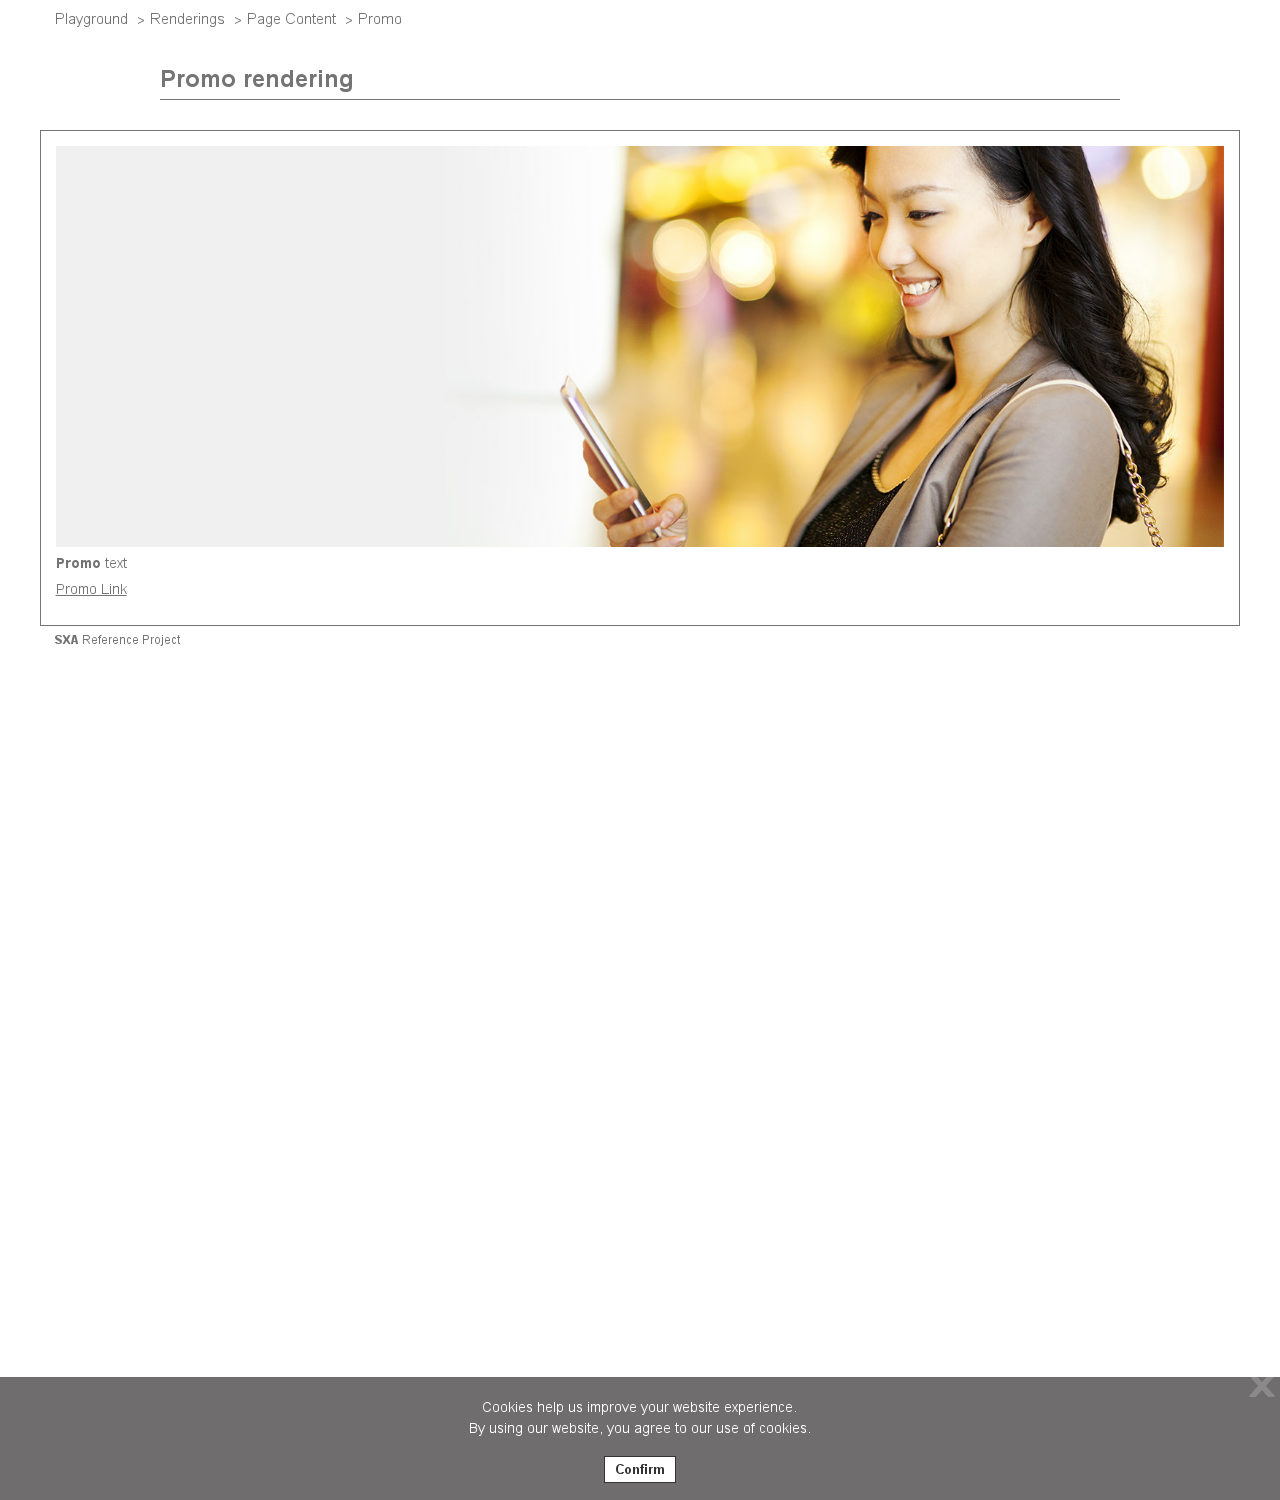 Playground > Renderings > Page Content > Promo
Promo rendering
Promo text
Promo Link
SXA Reference Project
X
Cookies help us improve your website experience.
By using our website, you agree to our use of cookies.
Confirm